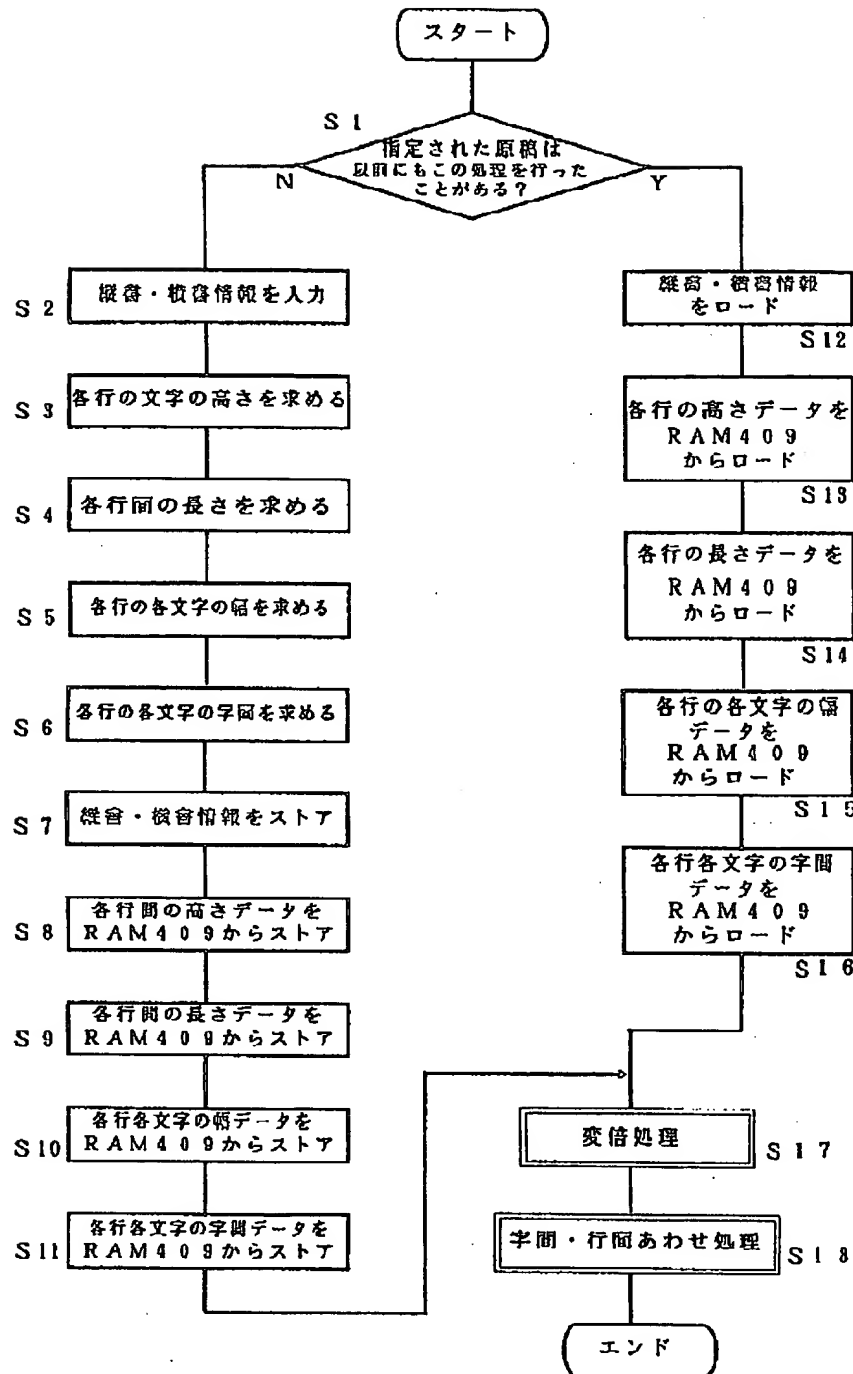 スタート
S1
指定された原稿は
以前にもこの処理を行った
ことがある?
N
Y
S2
縦書・横書情報を入力
S3
各行の文字の高さを求める
S4
各行間の長さを求める
S5
各行の各文字の幅を求める
S6
各行の各文字の字間を求める
S7
縦書・横書情報をストア
S8
各行間の高さデータを
RAM409からストア
S9
各行間の長さデータを
RAM409からストア
S10
各行各文字の幅データを
RAM409からストア
S11
各行各文字の字間データを
RAM409からストア
縦書・横書情報
をロード
S12
各行の高さデータを
RAM409
からロード
S13
各行の長さデータを
RAM409
からロード
S14
各行の各文字の幅
データを
RAM409
からロード
S15
各行各文字の字間
データを
RAM409
からロード
S16
変倍処理
S17
字間・行間あわせ処理
S18
エンド